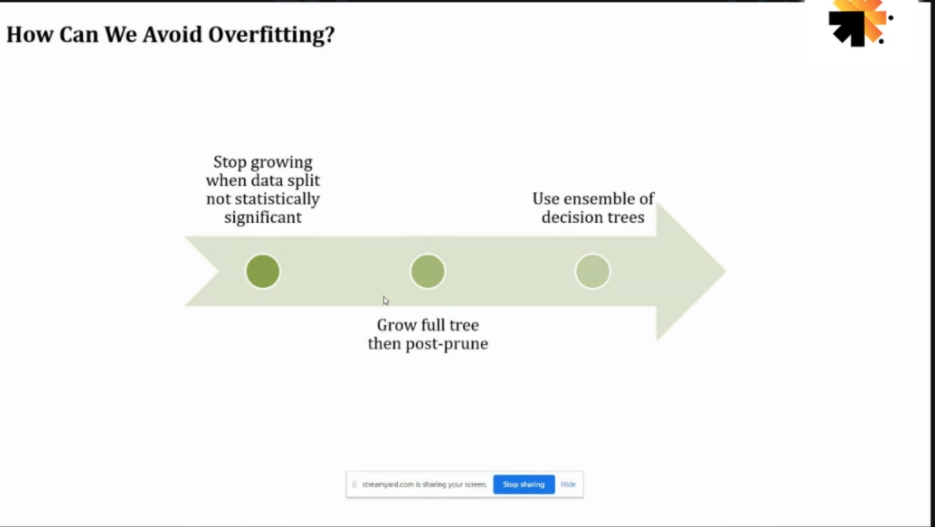 How Can We Avoid Overfitting?
Stop growing
when data split
not statistically
significant
Use ensemble of
decision trees
Grow full tree
then post-prune
streamyard.com is sharing your screen.
Stop sharing
Hide